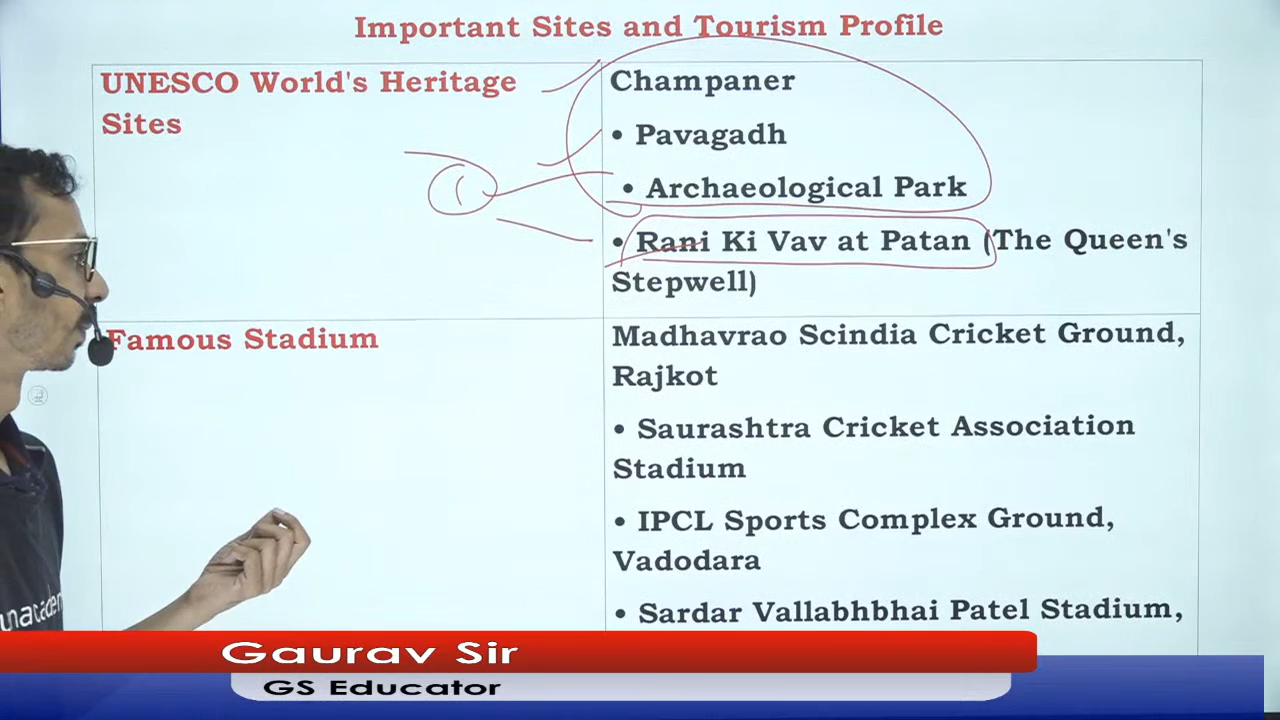 Important Sites and Tourism Profile
UNESCO World's Heritage
Sites
Champaner
• Pavagadh
• Archaeological Park
• Rani Ki Vav at Patan (The Queen's
Stepwell)
1
Famous Stadium
Madhavrao Scindia Cricket Ground,
Rajkot
• Saurashtra Cricket Association
Stadium
• IPCL Sports Complex Ground,
Vadodara
• Sardar Vallabhbhai Patel Stadium,
unacadem
Gaurav Sir
GS Educator